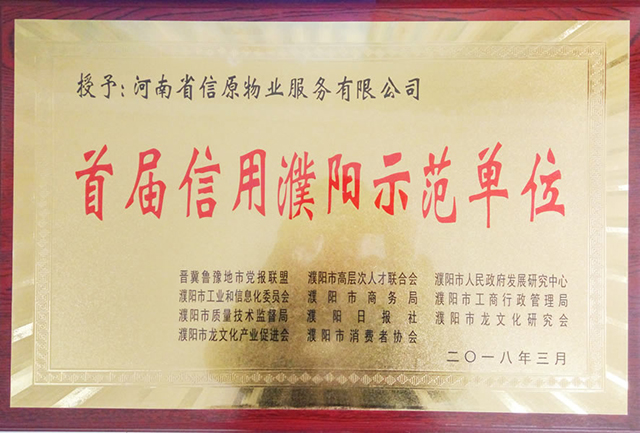 授予：河南省信原物业服务有限公司
首届信用濮阳示范单位
晋冀鲁豫地市党报联盟 濮阳市高层次人才联合会 濮阳市人民政府发展研究中心
濮阳市工业和信息化委员会 濮阳市商务局 濮阳市工商行政管理局
濮阳市质量技术监督局 濮阳日报社 濮阳市龙文化研究会
濮阳市龙文化产业促进会 濮阳市消费者协会
二〇一八年三月